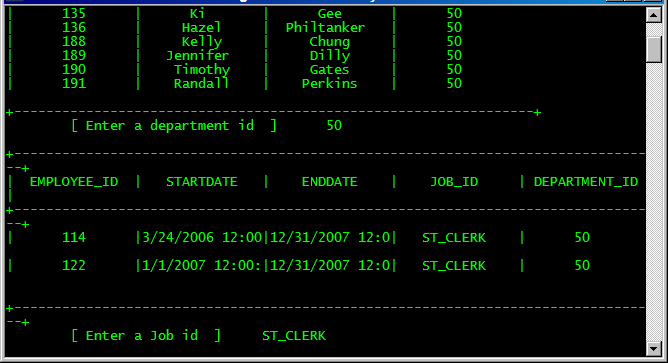 | 135 | Ki | Gee | 50
| 136 | Hazel | Philtanker | 50
| 188 | Kelly | Chung | 50
| 189 | Jennifer | Dilly | 50
| 190 | Timothy | Gates | 50
| 191 | Randall | Perkins | 50
[ Enter a department id ] 50
| EMPLOYEE_ID | STARTDATE | ENDDATE | JOB_ID | DEPARTMENT_ID
| 114 |3/24/2006 12:00|12/31/2007 12:0| ST_CLERK | 50
| 122 |1/1/2007 12:00:|12/31/2007 12:0| ST_CLERK | 50
[ Enter a Job id ] ST_CLERK